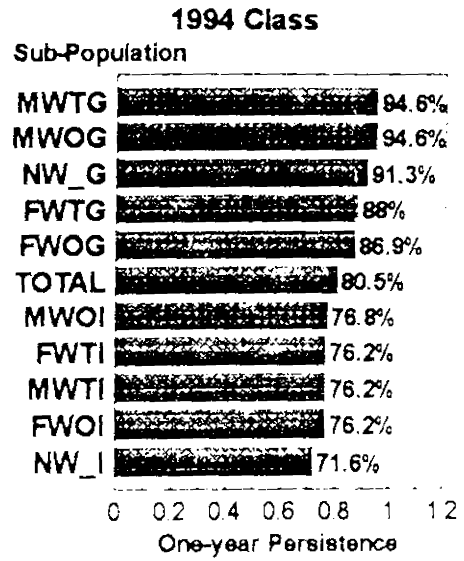 1994 Class
Sub-Population
MWTG 94.6%
MWOG 94.6%
NW_G 91.3%
FWTG 88%
FWOG 86.9%
TOTAL 80.5%
MWOI 76.8%
FWTI 76.2%
MWTI 76.2%
FWOI 76.2%
NW_I 71.6%
0 0.2 0.4 0.6 0.8 1 1 2
One-year Persistence